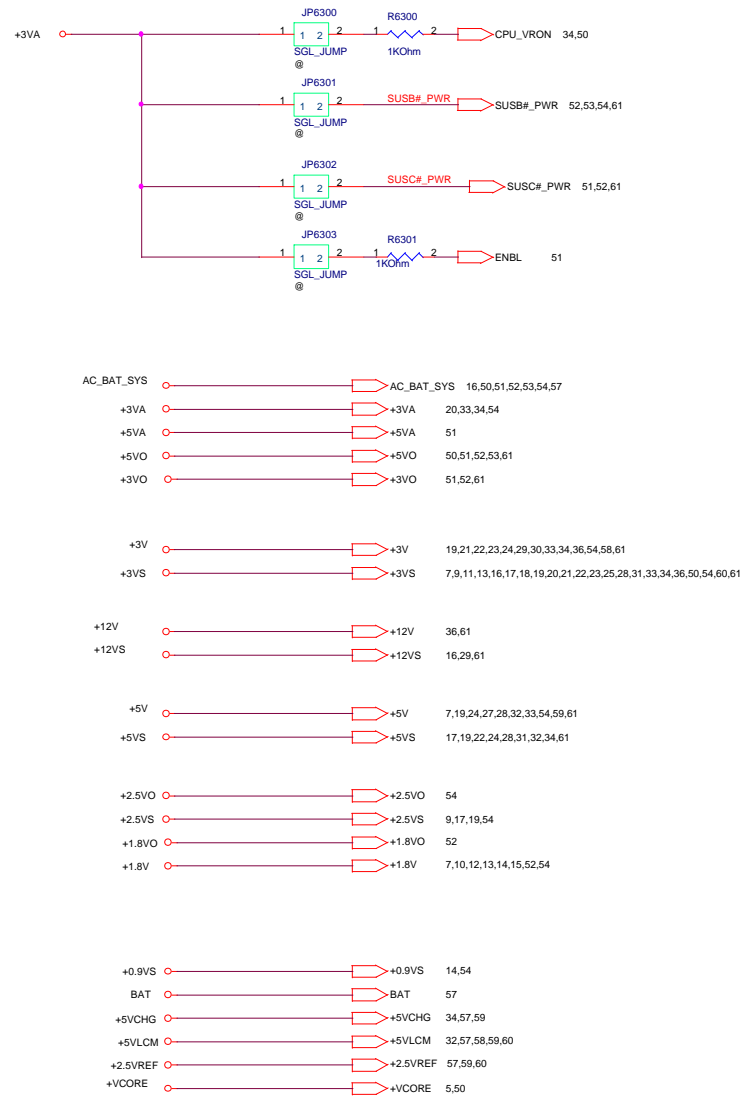 JP6300
+3VA 1 1 2 2 1 R6300 2 CPU_VRON 34,50
SGL_JUMP 1KOhm
@
JP6301
1 1 2 2 SUSB#_PWR SUSB#_PWR 52,53,54,61
SGL_JUMP
@
JP6302
1 1 2 2 SUSC#_PWR SUSC#_PWR 51,52,61
SGL_JUMP
@
JP6303
1 1 2 2 1 R6301 2 ENBL 51
SGL_JUMP 1KOhm
@
AC_BAT_SYS AC_BAT_SYS 16,50,51,52,53,54,57
+3VA +3VA 20,33,34,54
+5VA +5VA 51
+5VO +5VO 50,51,52,53,61
+3VO +3VO 51,52,61
+3V +3V 19,21,22,23,24,29,30,33,34,36,54,58,61
+3VS +3VS 7,9,11,13,16,17,18,19,20,21,22,23,25,28,31,33,34,36,50,54,60,61
+12V +12V 36,61
+12VS +12VS 16,29,61
+5V +5V 7,19,24,27,28,32,33,54,59,61
+5VS +5VS 17,19,22,24,28,31,32,34,61
+2.5VO +2.5VO 54
+2.5VS +2.5VS 9,17,19,54
+1.8VO +1.8VO 52
+1.8V +1.8V 7,10,12,13,14,15,52,54
+0.9VS +0.9VS 14,54
BAT BAT 57
+5VCHG +5VCHG 34,57,59
+5VLCM +5VLCM 32,57,58,59,60
+2.5VREF +2.5VREF 57,59,60
+VCORE +VCORE 5,50